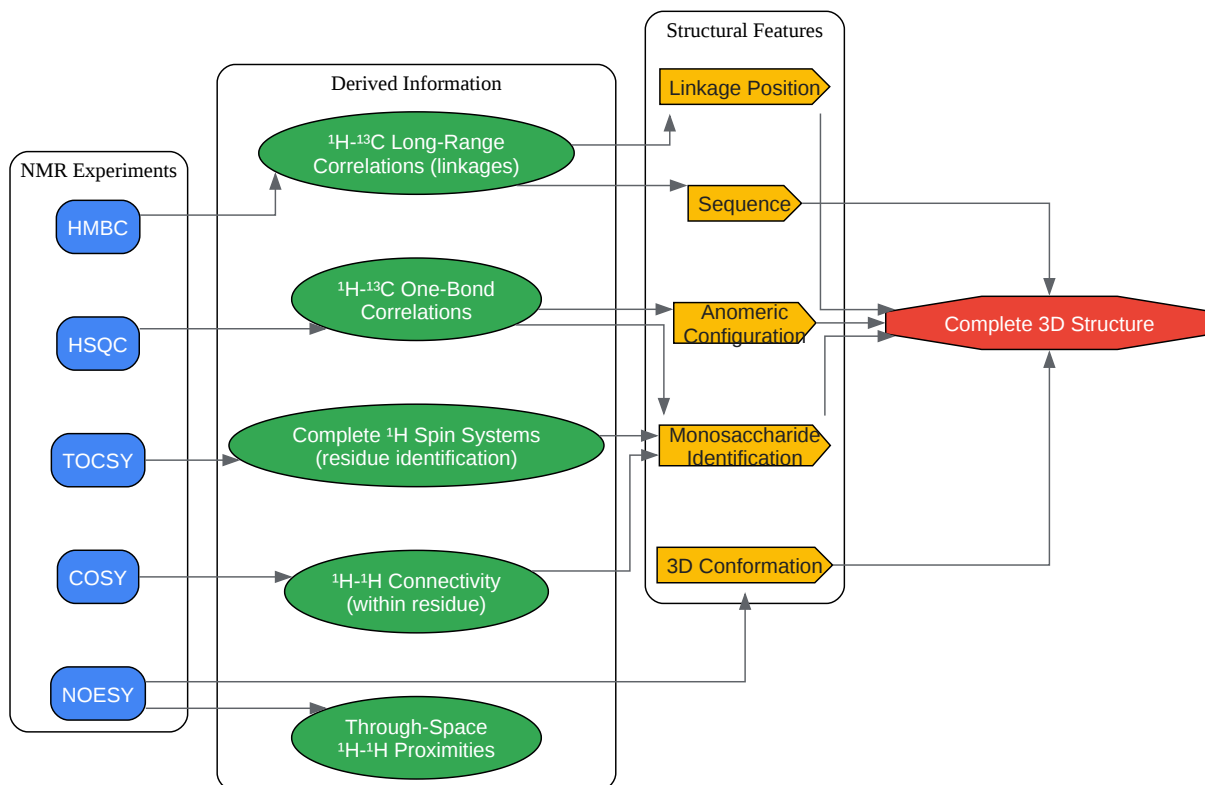 NMR Experiments
HMBC
HSQC
TOCSY
COSY
NOESY
Derived Information
¹H-¹³C Long-Range
Correlations (linkages)
¹H-¹³C One-Bond
Correlations
Complete ¹H Spin Systems
(residue identification)
¹H-¹H Connectivity
(within residue)
Through-Space
¹H-¹H Proximities
Structural Features
Linkage Position
Sequence
Anomeric
Configuration
Monosaccharide
Identification
3D Conformation
Complete 3D Structure